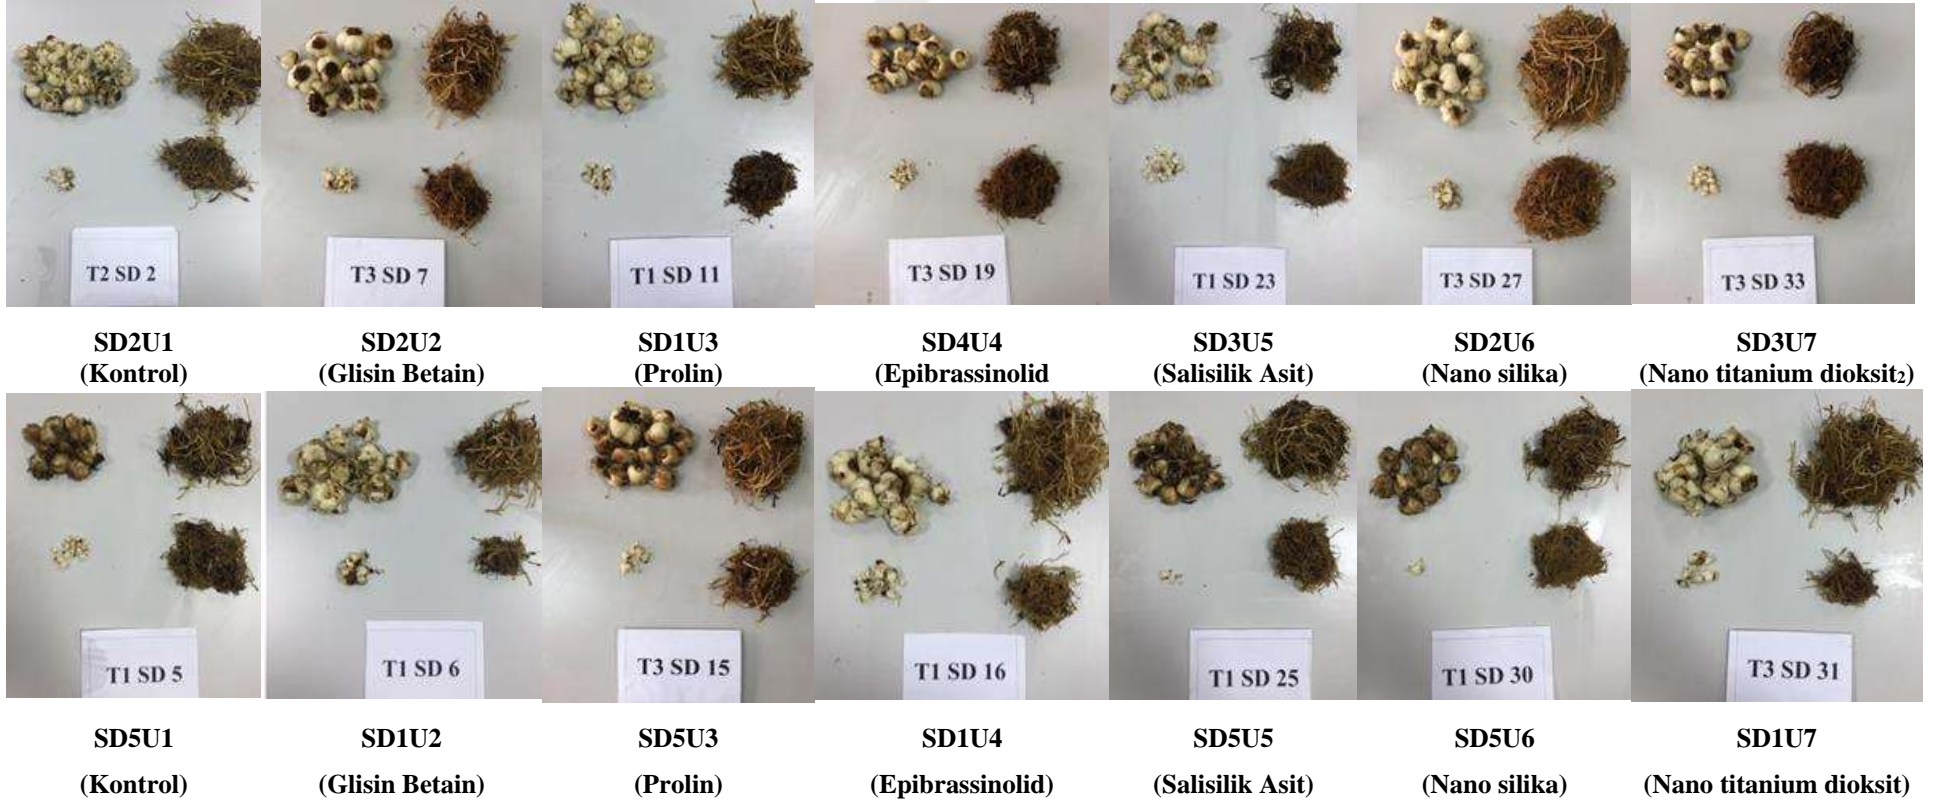 T2 SD 2
T3 SD 7
T1 SD 11
T3 SD 19
T1 SD 23
T3 SD 27
T3 SD 33
SD2U1
(Kontrol)
SD2U2
(Glisin Betain)
SD1U3
(Prolin)
SD4U4
(Epibrassinolid
SD3U5
(Salisilik Asit)
SD2U6
(Nano silika)
SD3U7
(Nano titanium dioksit₂)
T1 SD 5
T1 SD 6
T3 SD 15
T1 SD 16
T1 SD 25
T1 SD 30
T3 SD 31
SD5U1
(Kontrol)
SD1U2
(Glisin Betain)
SD5U3
(Prolin)
SD1U4
(Epibrassinolid)
SD5U5
(Salisilik Asit)
SD5U6
(Nano silika)
SD1U7
(Nano titanium dioksit)